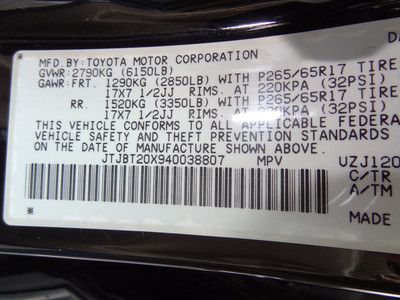 DA
MFD. BY: TOYOTA MOTOR CORPORATION
GVWR: 2790KG (6150LB)
GAWR: FRT. 1290KG (2850LB) WITH P265/65R17 TIRE
17X7 1/2JJ RIMS. AT 220KPA (32PSI)
RR. 1520KG (3350LB) WITH P265/65R17 TIRE
17X7 1/2JJ RIMS. AT KPA (32PSI)
THIS VEHICLE CONFORMS TO ALL APPLICABLE FEDERA
VEHICLE SAFETY AND THEFT PREVENTION STANDARDS
ON THE DATE OF MANUFACTURE SHOWN ABOVE.
* JTJBT20X940038807 * MPV UZJ120
C/TR
A/TM
* MADE